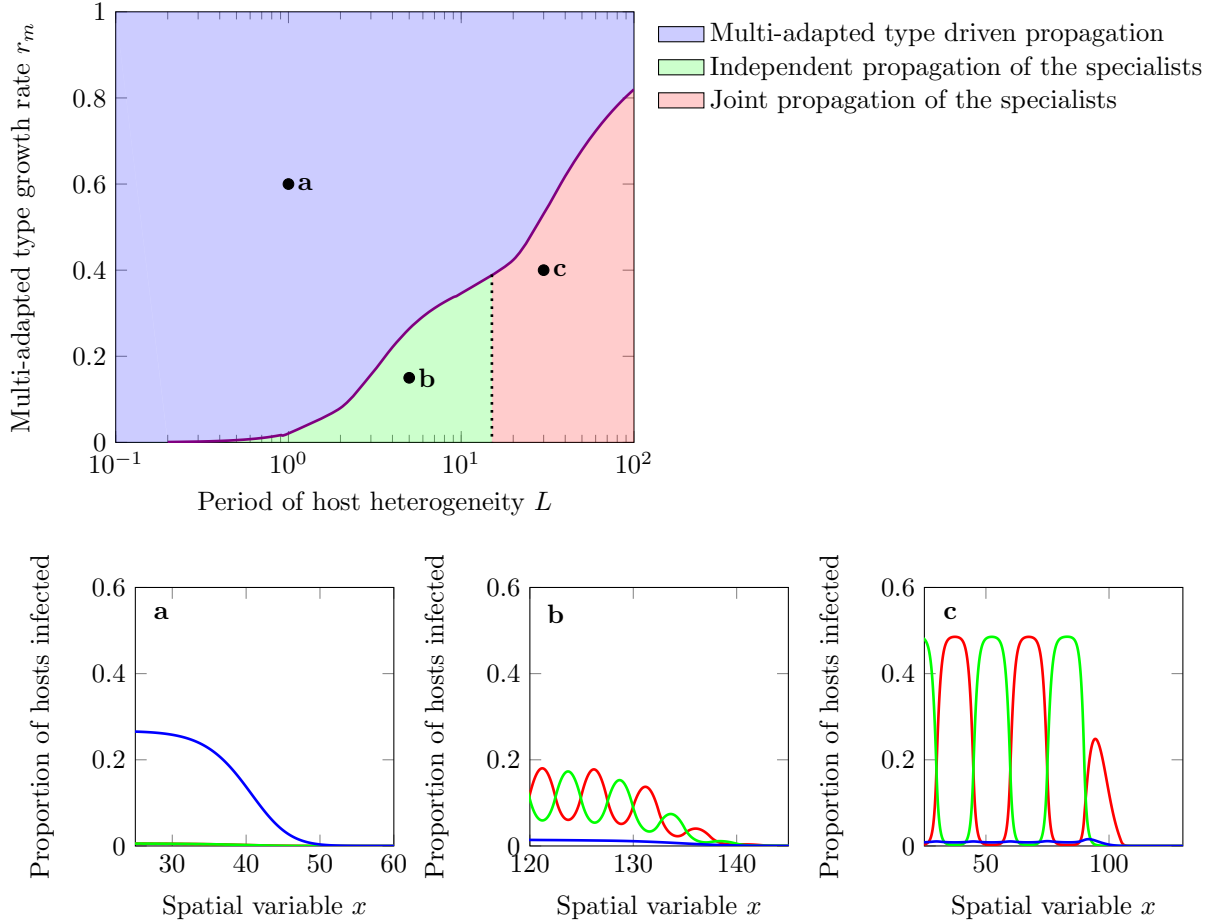 Multi-adapted type growth rate r_m
1
0.8
0.6
0.4
0.2
0
10^−1
10^0
10^1
10^2
Period of host heterogeneity L
a
b
c
Multi-adapted type driven propagation
Independent propagation of the specialists
Joint propagation of the specialists
Proportion of hosts infected
0.6
0.4
0.2
0
30
40
50
60
Spatial variable x
a
Proportion of hosts infected
0.6
0.4
0.2
0
120
130
140
Spatial variable x
b
Proportion of hosts infected
0.6
0.4
0.2
0
50
100
Spatial variable x
c